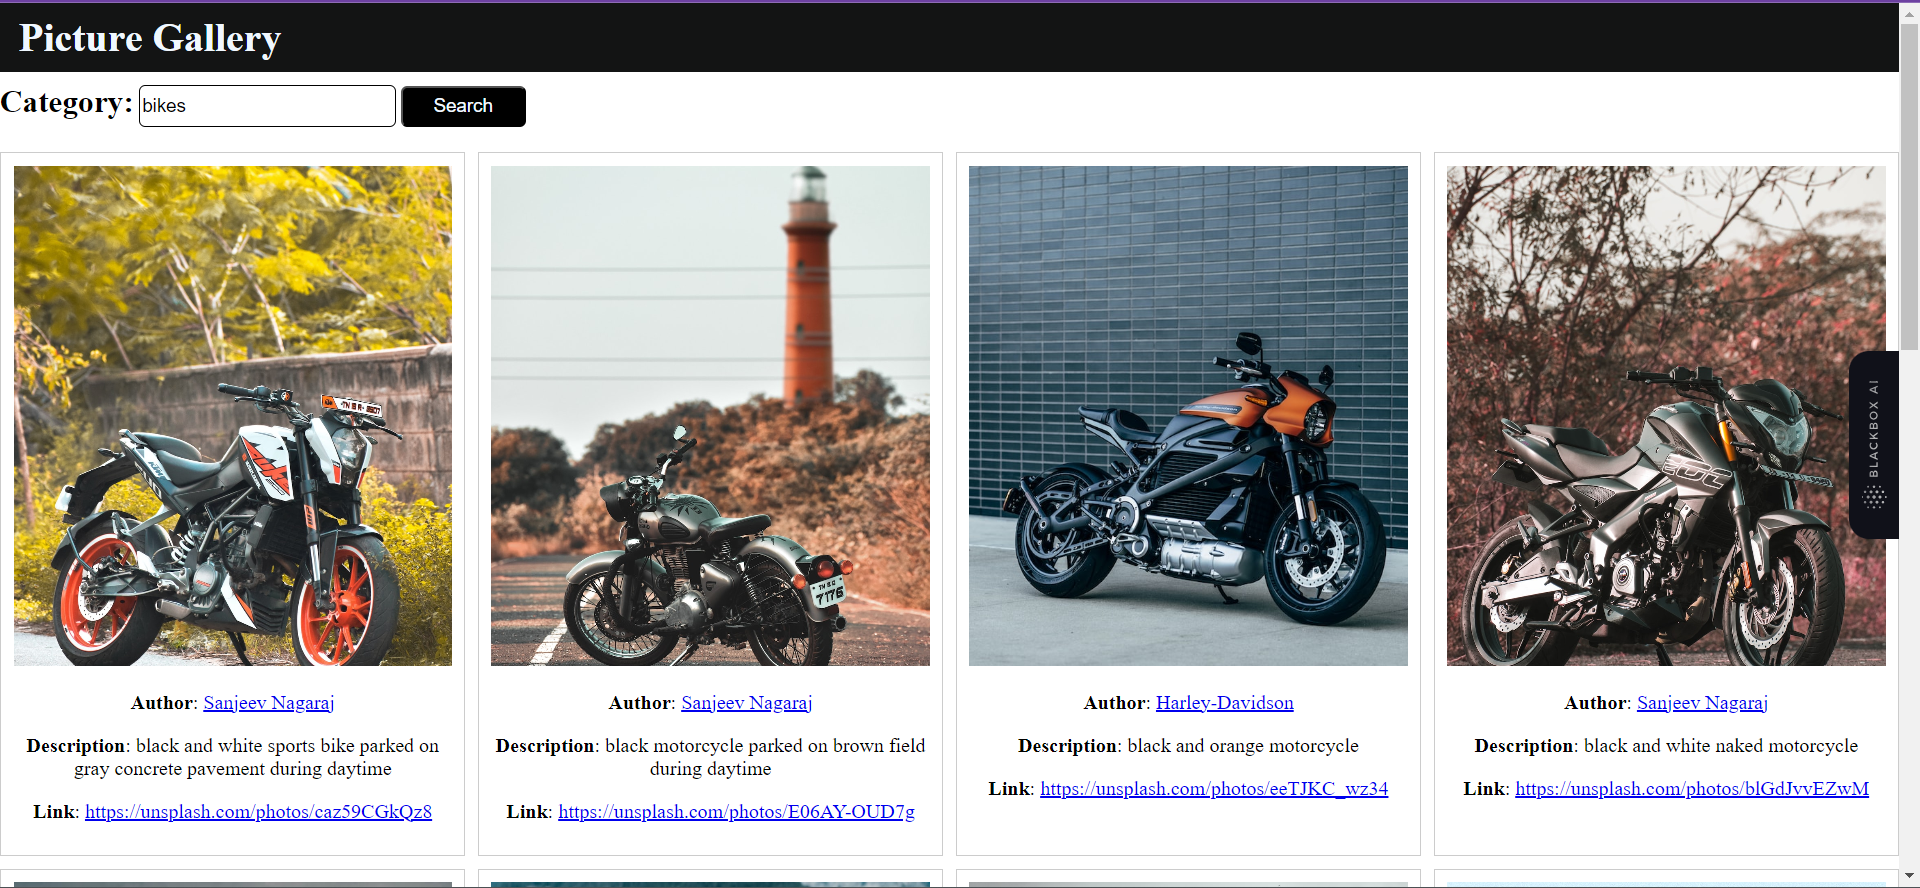 Picture Gallery
Category: bikes Search
7176
BLACKBOX AI
Author: Sanjeev Nagaraj
Description: black and white sports bike parked on
gray concrete pavement during daytime
Link: https://unsplash.com/photos/caz59CGkQz8
Author: Sanjeev Nagaraj
Description: black motorcycle parked on brown field
during daytime
Link: https://unsplash.com/photos/E06AY-OUD7g
Author: Harley-Davidson
Description: black and orange motorcycle
Link: https://unsplash.com/photos/eeTJKC_wz34
Author: Sanjeev Nagaraj
Description: black and white naked motorcycle
Link: https://unsplash.com/photos/blGdJvvEZwM